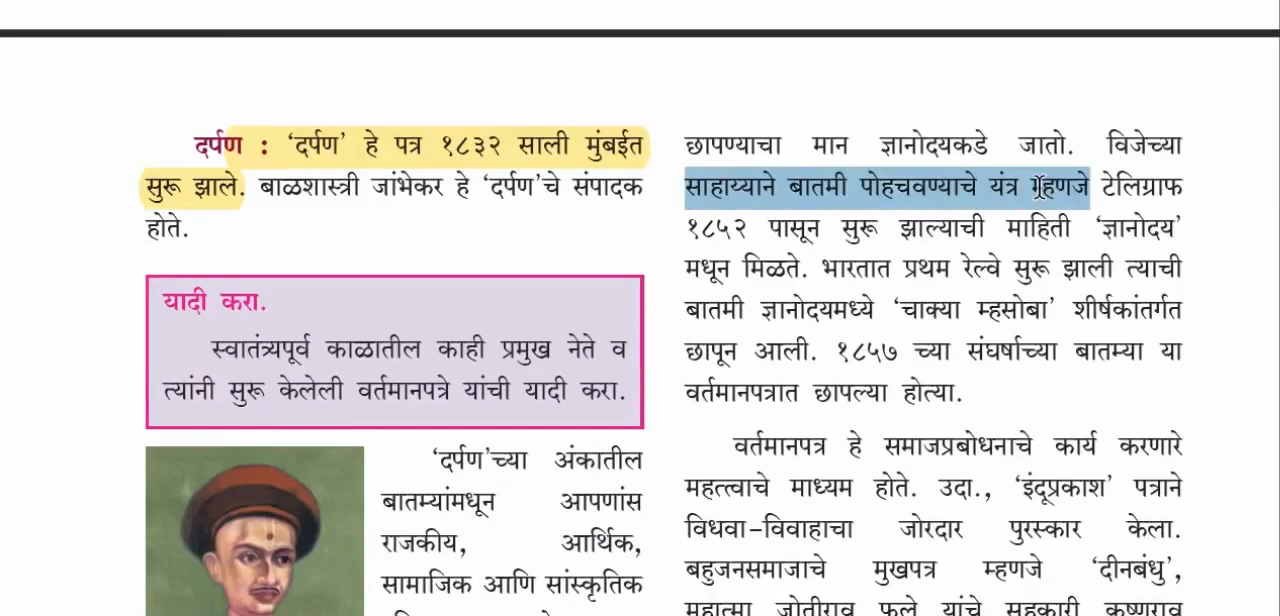 दर्पण : ‘दर्पण’ हे पत्र १८३२ साली मुंबईत
सुरू झाले. बाळशास्त्री जांभेकर हे ‘दर्पण’चे संपादक
होते.
यादी करा.
स्वातंत्र्यपूर्व काळातील काही प्रमुख नेते व
त्यांनी सुरू केलेली वर्तमानपत्रे यांची यादी करा.
‘दर्पण’च्या अंकातील
बातम्यांमधून आपणांस
राजकीय, आर्थिक,
सामाजिक आणि सांस्कृतिक
छापण्याचा मान ज्ञानोदयकडे जातो. विजेच्या
साहाय्याने बातमी पोहचवण्याचे यंत्र म्हणजे टेलिग्राफ
१८५२ पासून सुरू झाल्याची माहिती ‘ज्ञानोदय’
मधून मिळते. भारतात प्रथम रेल्वे सुरू झाली त्याची
बातमी ज्ञानोदयमध्ये ‘चाक्या म्हसोबा’ शीर्षकांतर्गत
छापून आली. १८५७ च्या संघर्षाच्या बातम्या या
वर्तमानपत्रात छापल्या होत्या.
वर्तमानपत्र हे समाजप्रबोधनाचे कार्य करणारे
महत्त्वाचे माध्यम होते. उदा., ‘इंदूप्रकाश’ पत्राने
विधवा-विवाहाचा जोरदार पुरस्कार केला.
बहुजनसमाजाचे मुखपत्र म्हणजे ‘दीनबंधु’,
महात्मा जोतीराव फुले यांचे सहकारी कृष्णराव